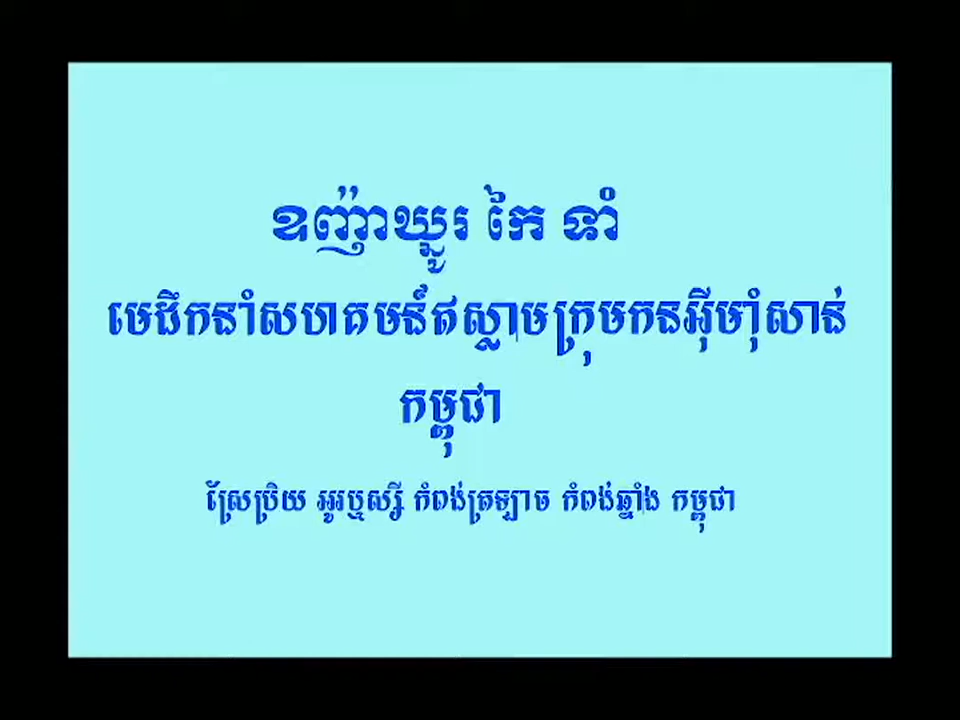 ឧញ៉ាឃ្នូរ កៃ ទាំ
មេដឹកនាំសហគមន៍ឥស្លាមក្រុមកនអ៊ីមាំុសាន់
កម្ពុជា
ស្រែប្រិយ អូរឬស្សី កំពង់ត្រឡាច កំពង់ឆ្នាំង កម្ពុជា